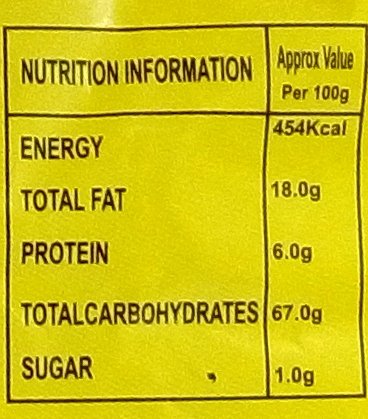 NUTRITION INFORMATION Approx Value
Per 100g
ENERGY 454Kcal
TOTAL FAT 18.0g
PROTEIN 6.0g
TOTALCARBOHYDRATES 67.0g
SUGAR 1.0g